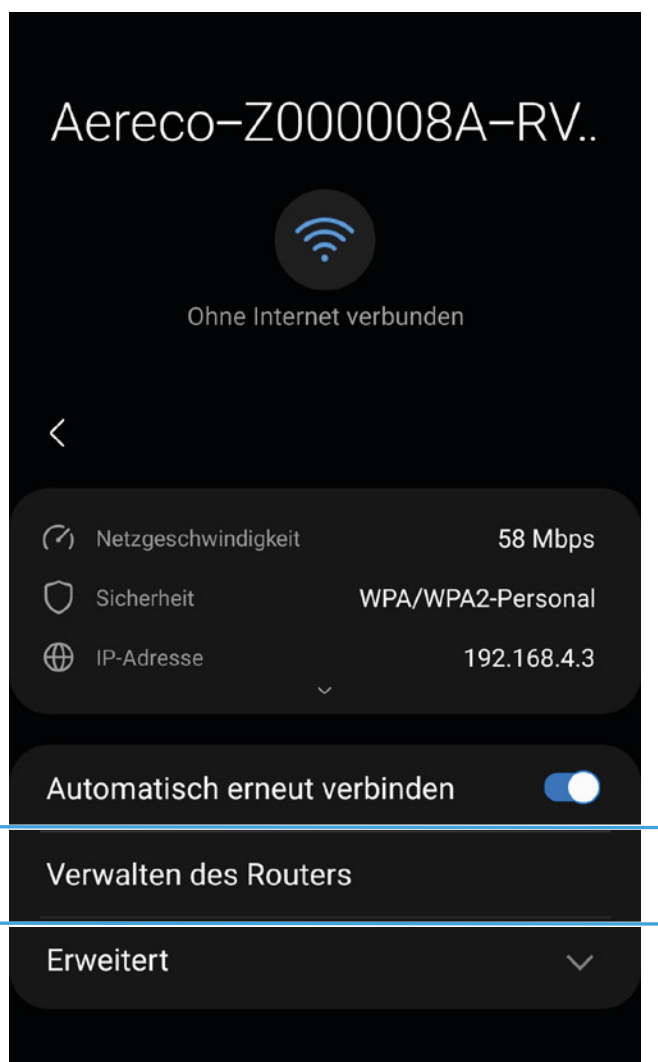 Aereco–Z000008A–RV..
Ohne Internet verbunden
Netzgeschwindigkeit 58 Mbps
Sicherheit WPA/WPA2-Personal
IP-Adresse 192.168.4.3
Automatisch erneut verbinden
Verwalten des Routers
Erweitert